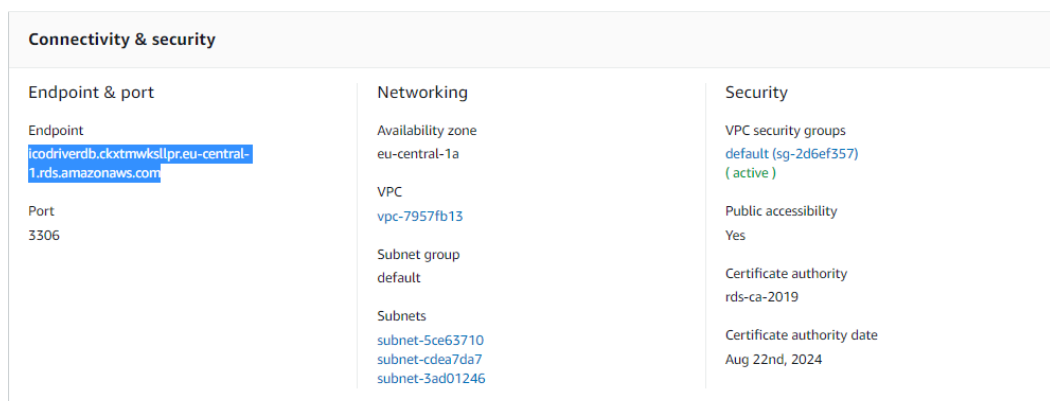 Connectivity & security
Endpoint & port
Endpoint
icodriverdb.ckxtmwksllpr.eu-central-
1.rds.amazonaws.com
Port
3306
Networking
Availability zone
eu-central-1a
VPC
vpc-7957fb13
Subnet group
default
Subnets
subnet-5ce63710
subnet-cdea7da7
subnet-3ad01246
Security
VPC security groups
default (sg-2d6ef357)
( active )
Public accessibility
Yes
Certificate authority
rds-ca-2019
Certificate authority date
Aug 22nd, 2024